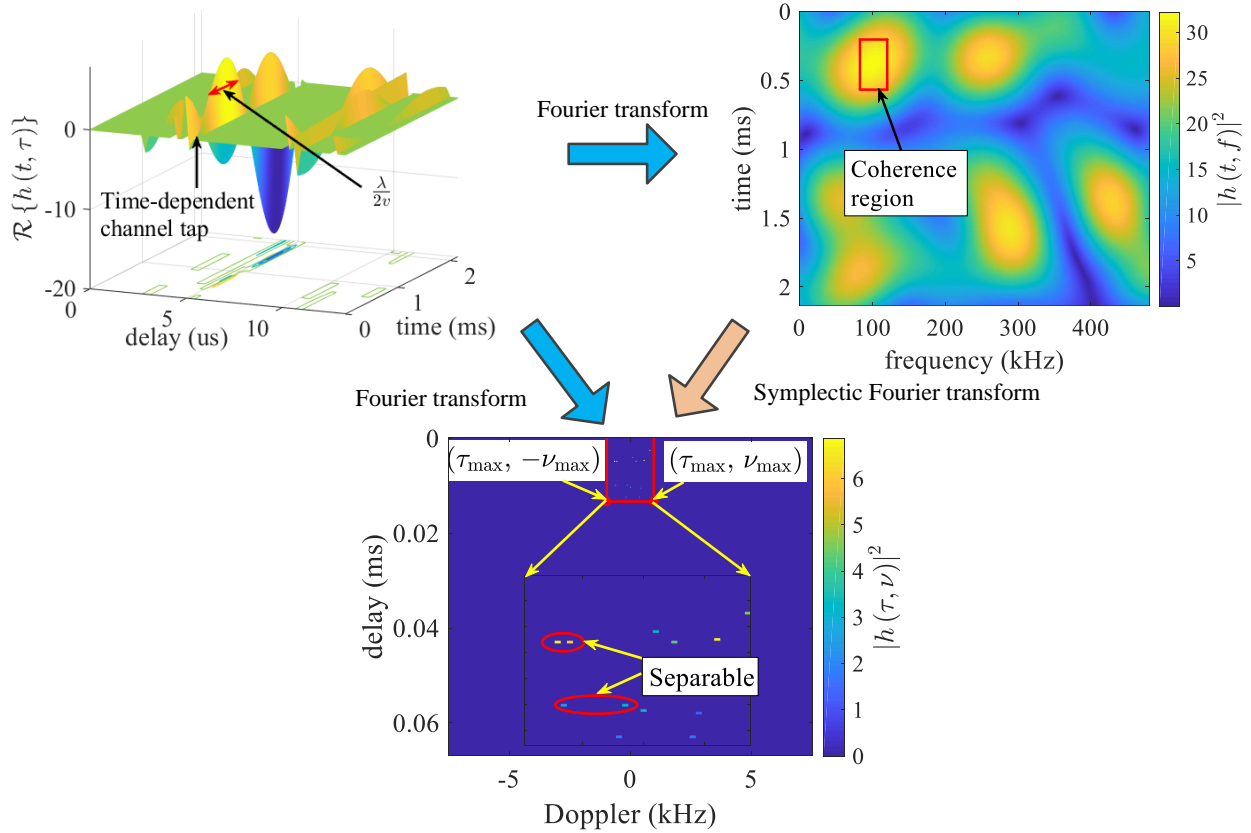 ℛ{h(t, τ)}
0
-10
-20
Time-dependent
channel tap
λ/2v
0
5
10
delay (us)
0
1
2
time (ms)
Fourier transform
0
0.5
1
1.5
2
time (ms)
Coherence
region
0
100
200
300
400
frequency (kHz)
30
25
20
15
10
5
|h(t, f)|²
Fourier transform
Symplectic Fourier transform
(τmax, −νmax)
(τmax, νmax)
0
0.02
0.04
0.06
delay (ms)
Separable
-5
0
5
Doppler (kHz)
6
5
4
3
2
1
0
|h(τ, ν)|²